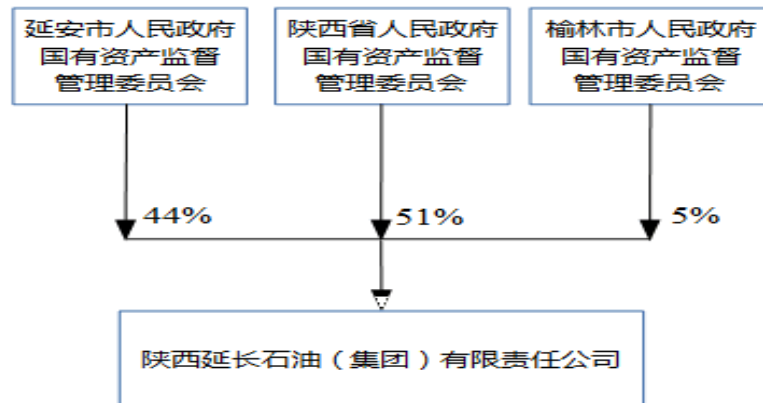 延安市人民政府
国有资产监督
管理委员会
陕西省人民政府
国有资产监督
管理委员会
榆林市人民政府
国有资产监督
管理委员会
44%
51%
5%
陕西延长石油（集团）有限责任公司